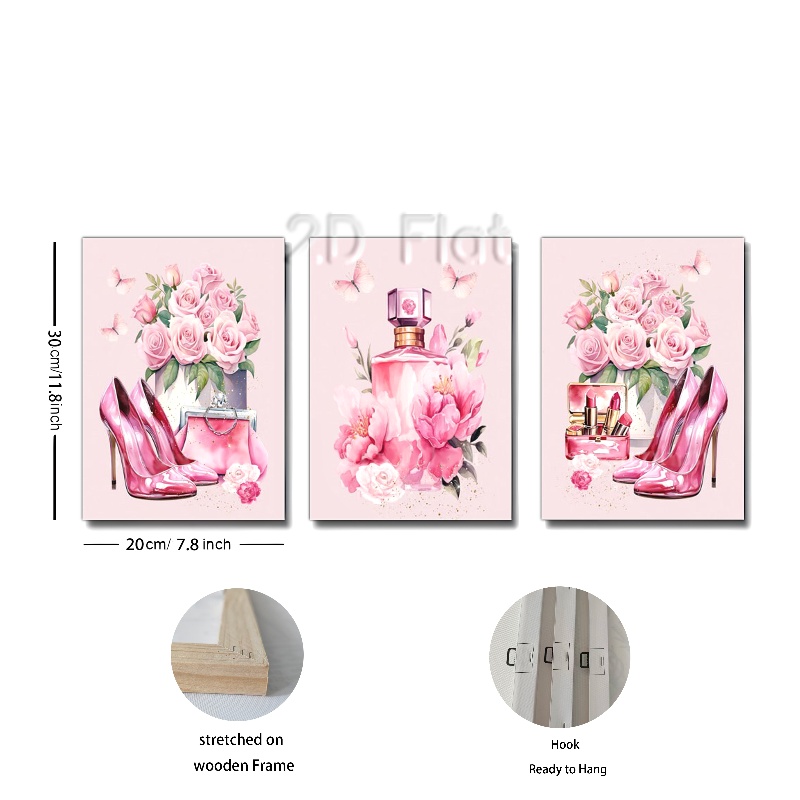 2D Flat
30cm/11.8inch
20cm/ 7.8 inch
stretched on
wooden Frame
Hook
Ready to Hang